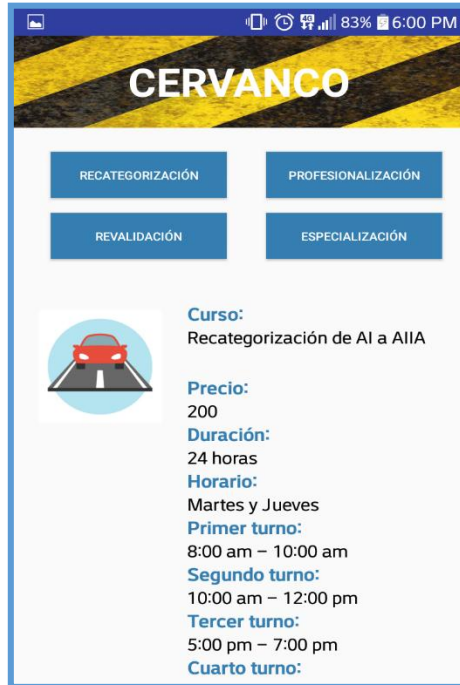 83% 6:00 PM
CERVANCO
RECATEGORIZACIÓN PROFESIONALIZACIÓN
REVALIDACIÓN ESPECIALIZACIÓN
Curso:
Recategorización de AI a AIIA
Precio:
200
Duración:
24 horas
Horario:
Martes y Jueves
Primer turno:
8:00 am – 10:00 am
Segundo turno:
10:00 am – 12:00 pm
Tercer turno:
5:00 pm – 7:00 pm
Cuarto turno: